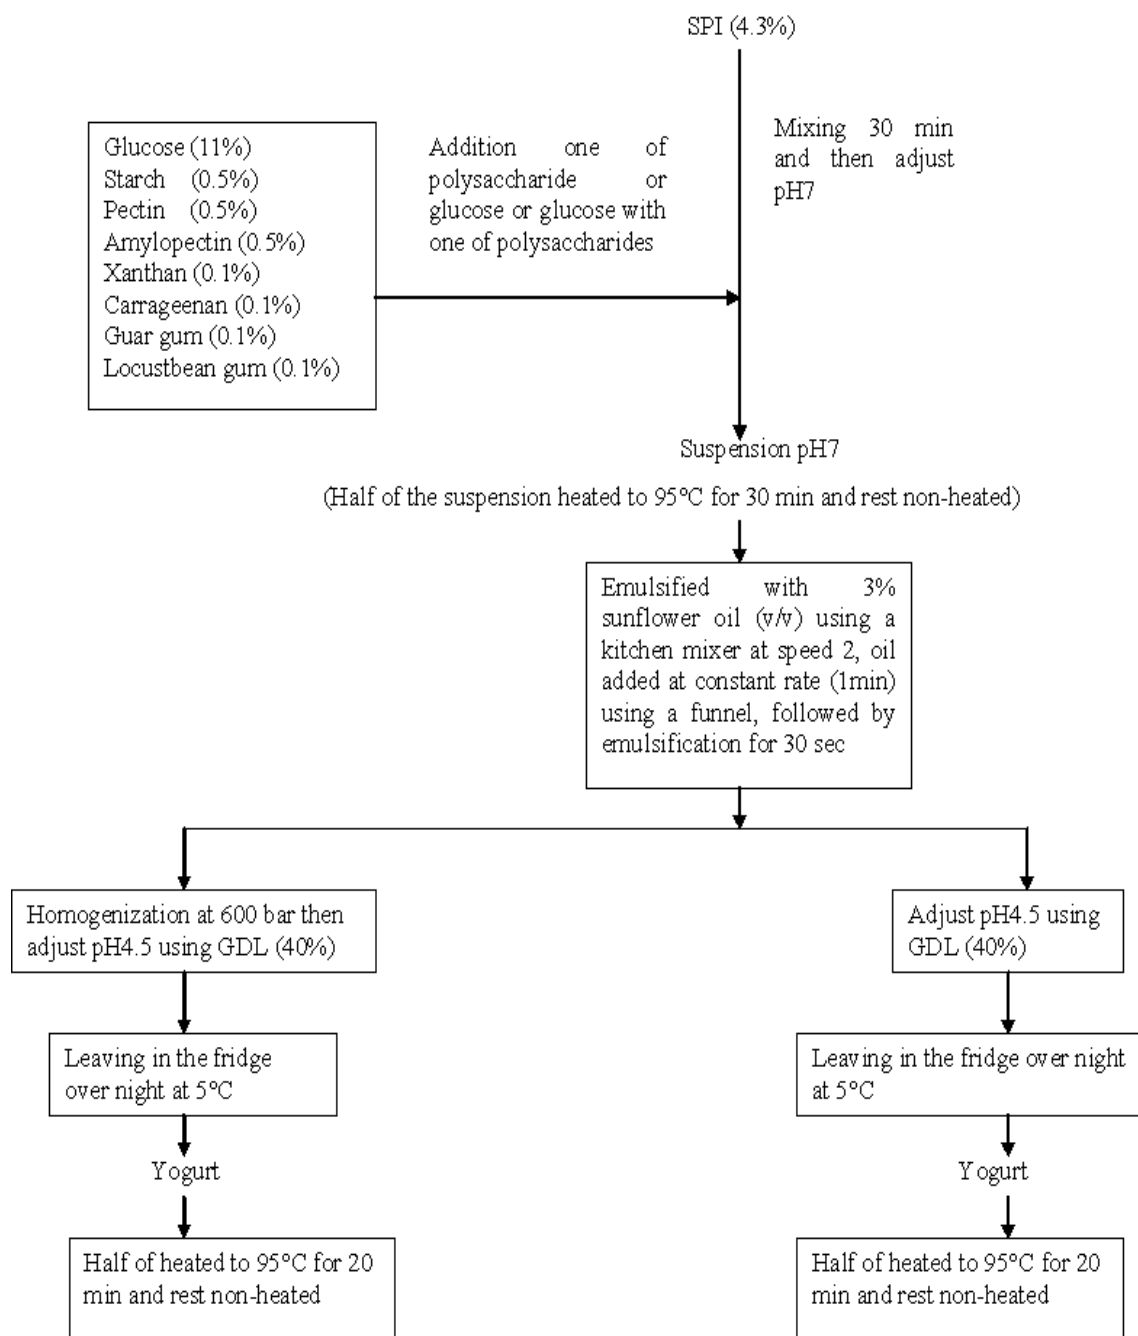 SPI (4.3%)
Mixing 30 min
and then adjust
pH7
Glucose (11%)
Starch (0.5%)
Pectin (0.5%)
Amylopectin (0.5%)
Xanthan (0.1%)
Carrageenan (0.1%)
Guar gum (0.1%)
Locustbean gum (0.1%)
Addition one of
polysaccharide or
glucose or glucose with
one of polysaccharides
Suspension pH7
(Half of the suspension heated to 95°C for 30 min and rest non-heated)
Emulsified with 3%
sunflower oil (v/v) using a
kitchen mixer at speed 2, oil
added at constant rate (1min)
using a funnel, followed by
emulsification for 30 sec
Homogenization at 600 bar then
adjust pH4.5 using GDL (40%)
Leaving in the fridge
over night at 5°C
Yogurt
Half of heated to 95°C for 20
min and rest non-heated
Adjust pH4.5 using
GDL (40%)
Leaving in the fridge over night
at 5°C
Yogurt
Half of heated to 95°C for 20
min and rest non-heated